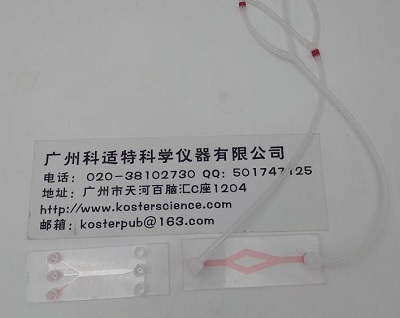 广州科适特科学仪器有限公司
电话: 020-38102730 QQ: 501747125
地址: 广州市天河百脑汇C座1204
http://www.kosterscience.com
邮箱: kosterpub@163.com